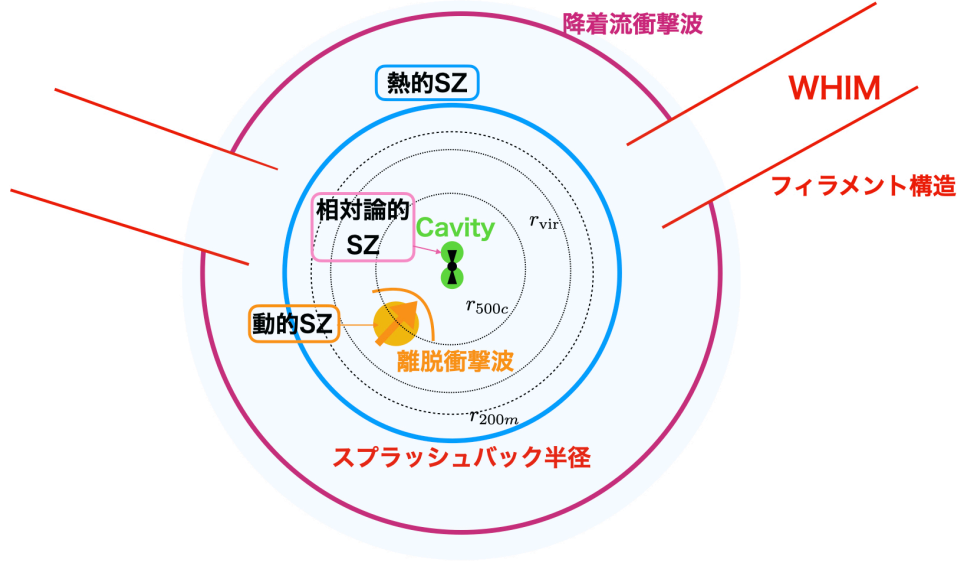 降着流衝撃波
熱的SZ
WHIM
フィラメント構造
相対論的
SZ
Cavity
r_vir
r_500c
動的SZ
離脱衝撃波
r_200m
スプラッシュバック半径